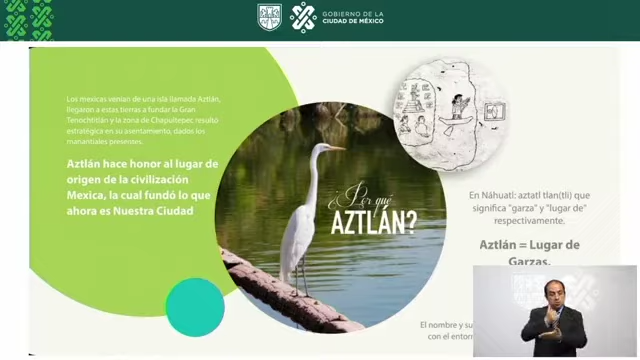 GOBIERNO DE LA
CIUDAD DE MÉXICO
Los mexicas venían de una isla llamada Aztlán,
llegaron a estas tierras a fundar la Gran
Tenochtitlán y la zona de Chapultepec resultó
estratégica en su asentamiento, dados los
manantiales presentes.
Aztlán hace honor al lugar de
origen de la civilización
Mexica, la cual fundó lo que
ahora es Nuestra Ciudad
¿Por qué
AZTLÁN?
En Náhuatl: aztatl tlan(tli) que
significa "garza" y "lugar de"
respectivamente.
Aztlán = Lugar de
Garzas.
El nombre y su
con el entorn